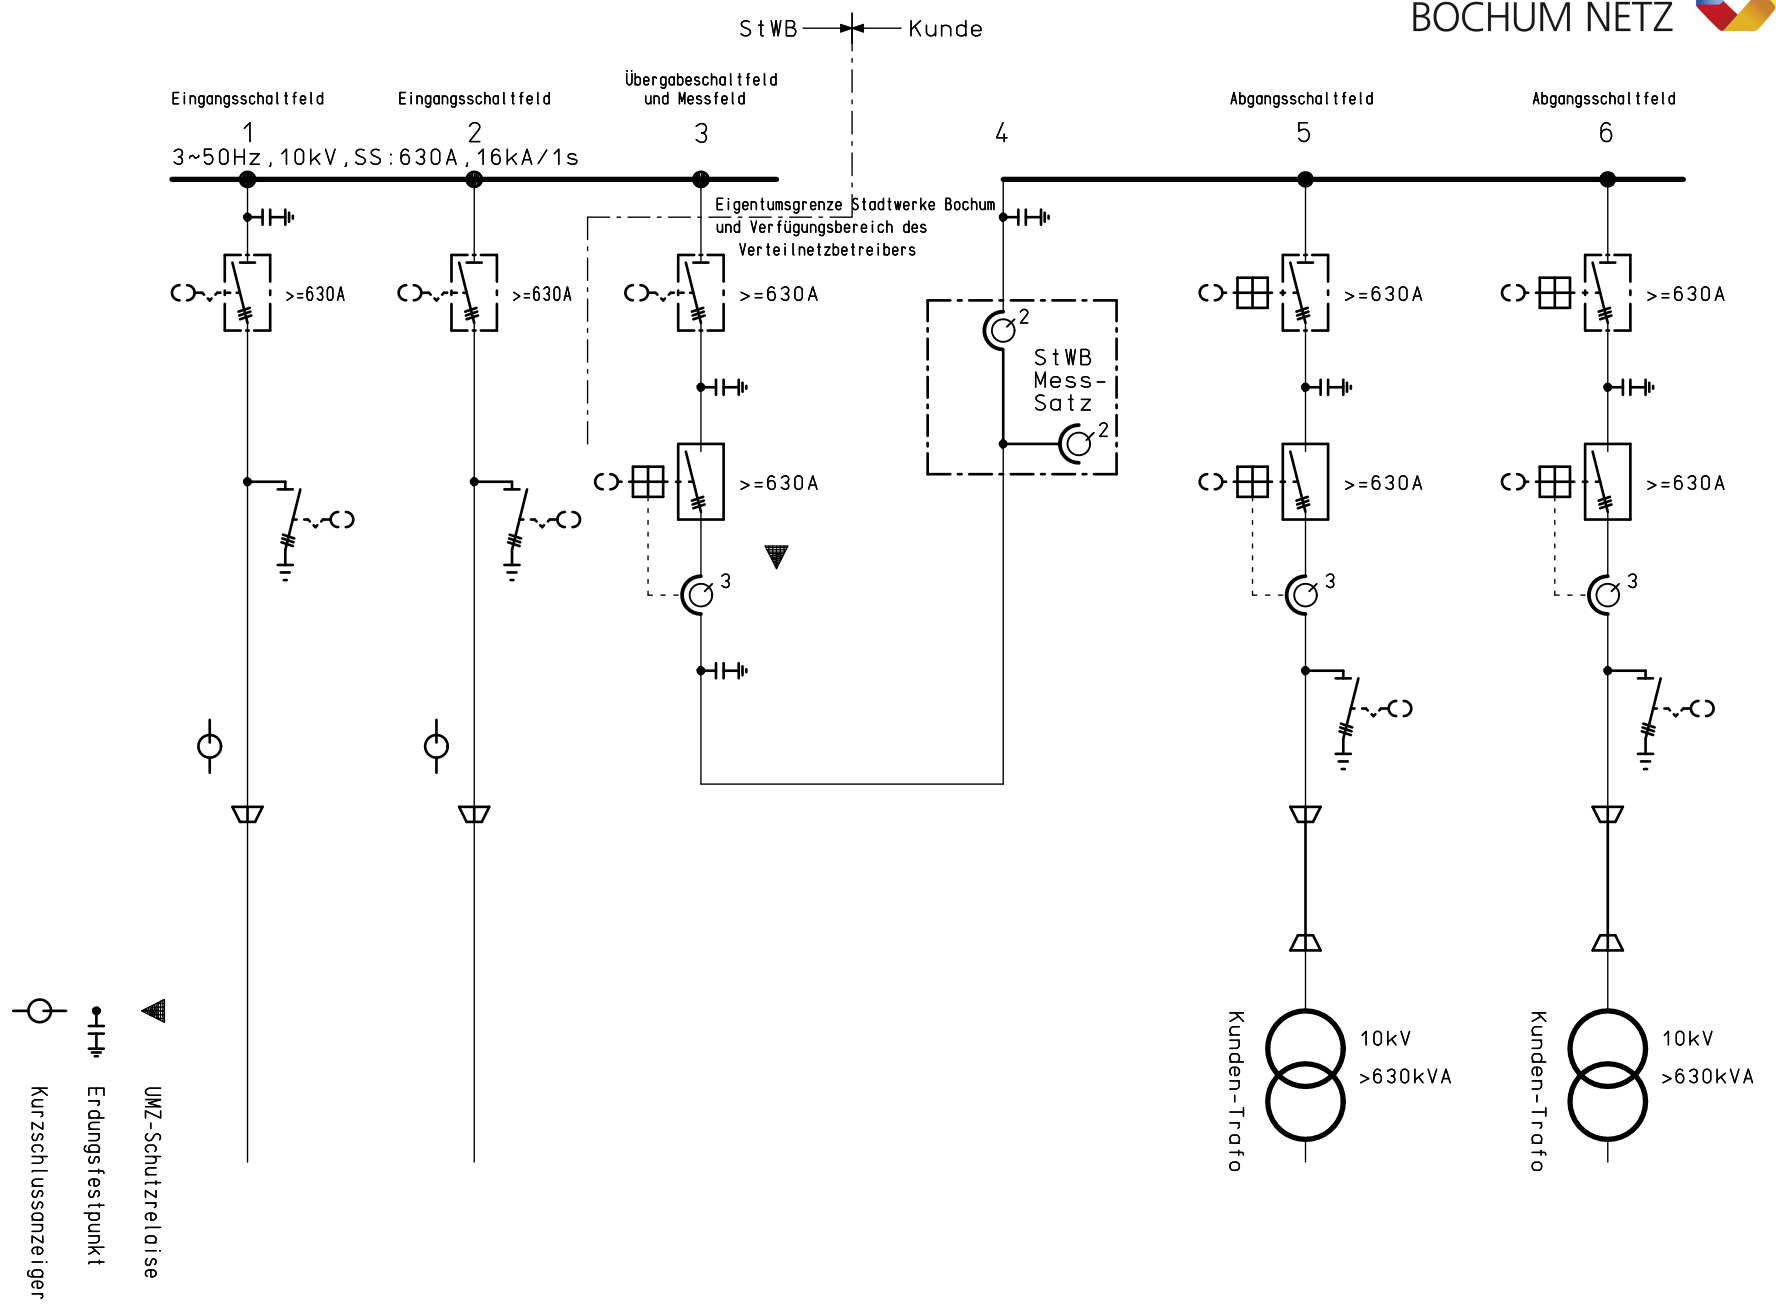 BOCHUM NETZ
StWB
Kunde
Eingangsschaltfeld
1
Eingangsschaltfeld
2
Übergabeschaltfeld
und Messfeld
3
4
Abgangsschaltfeld
5
Abgangsschaltfeld
6
3~50Hz,10kV,SS:630A,16kA/1s
Eigentumsgrenze Stadtwerke Bochum
und Verfügungsbereich des
Verteilnetzbetreibers
>=630A
>=630A
>=630A
>=630A
>=630A
2
StWB
Mess-
Satz
2
>=630A
>=630A
>=630A
3
3
3
Kunden-Trafo
10kV
>630kVA
Kunden-Trafo
10kV
>630kVA
UMZ-Schutzrelaise
Erdungsfestpunkt
Kurzschlussanzeiger